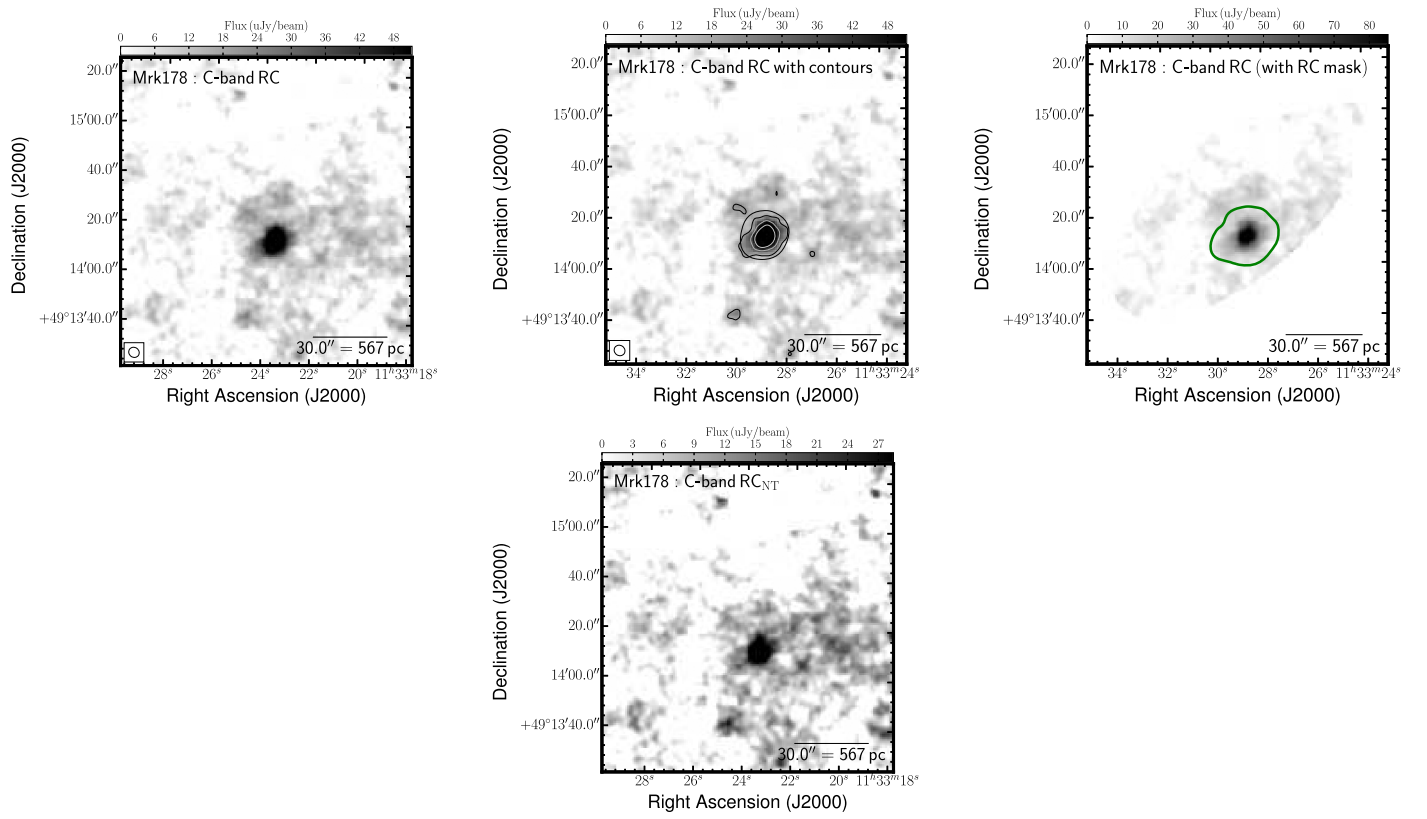 Flux (uJy/beam)
0 6 12 18 24 30 36 42 48
Mrk178 : C-band RC
20.0″
15′00.0″
40.0″
20.0″
14′00.0″
+49°13′40.0″
Declination (J2000)
30.0″ = 567 pc
28ˢ 26ˢ 24ˢ 22ˢ 20ˢ 11ʰ33ᵐ18ˢ
Right Ascension (J2000)
Flux (uJy/beam)
0 6 12 18 24 30 36 42 48
Mrk178 : C-band RC with contours
20.0″
15′00.0″
40.0″
20.0″
14′00.0″
+49°13′40.0″
Declination (J2000)
30.0″ = 567 pc
34ˢ 32ˢ 30ˢ 28ˢ 26ˢ 11ʰ33ᵐ24ˢ
Right Ascension (J2000)
Flux (uJy/beam)
0 10 20 30 40 50 60 70 80
Mrk178 : C-band RC (with RC mask)
20.0″
15′00.0″
40.0″
20.0″
14′00.0″
+49°13′40.0″
Declination (J2000)
30.0″ = 567 pc
34ˢ 32ˢ 30ˢ 28ˢ 26ˢ 11ʰ33ᵐ24ˢ
Right Ascension (J2000)
Flux (uJy/beam)
0 3 6 9 12 15 18 21 24 27
Mrk178 : C-band RC_NT
20.0″
15′00.0″
40.0″
20.0″
14′00.0″
+49°13′40.0″
Declination (J2000)
30.0″ = 567 pc
28ˢ 26ˢ 24ˢ 22ˢ 20ˢ 11ʰ33ᵐ18ˢ
Right Ascension (J2000)